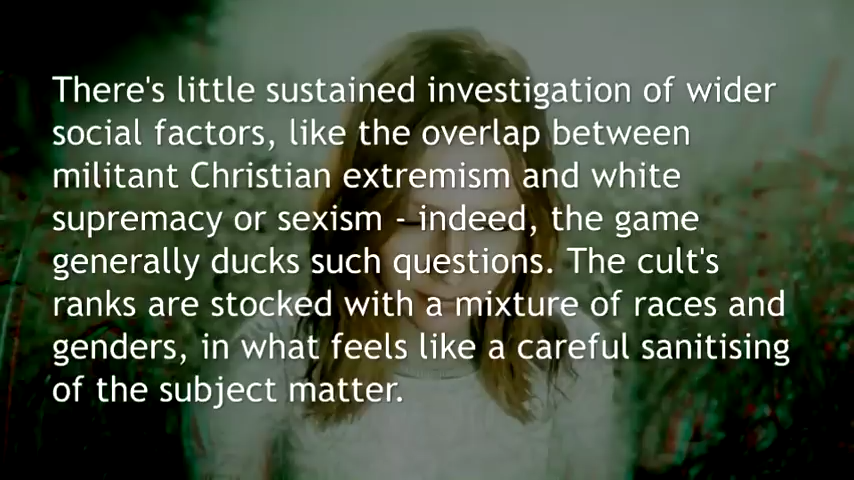 There's little sustained investigation of wider
social factors, like the overlap between
militant Christian extremism and white
supremacy or sexism - indeed, the game
generally ducks such questions. The cult's
ranks are stocked with a mixture of races and
genders, in what feels like a careful sanitising
of the subject matter.